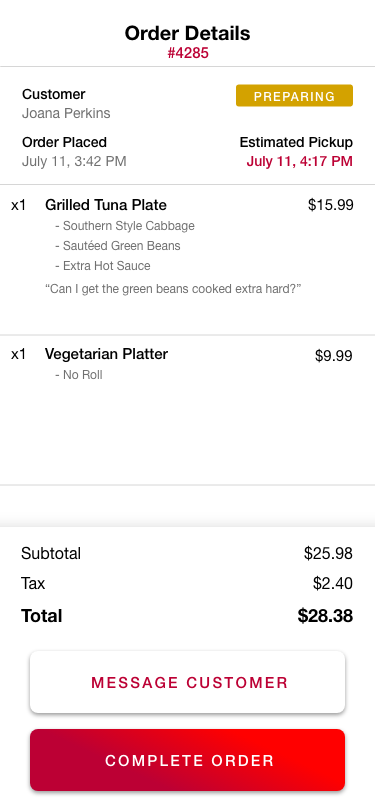 Order Details
#4285
Customer
PREPARING
Joana Perkins
Order Placed
Estimated Pickup
July 11, 3:42 PM
July 11, 4:17 PM
x1 Grilled Tuna Plate $15.99
- Southern Style Cabbage
- Sautéed Green Beans
- Extra Hot Sauce
“Can I get the green beans cooked extra hard?”
x1 Vegetarian Platter $9.99
- No Roll
Subtotal $25.98
Tax $2.40
Total $28.38
MESSAGE CUSTOMER
COMPLETE ORDER